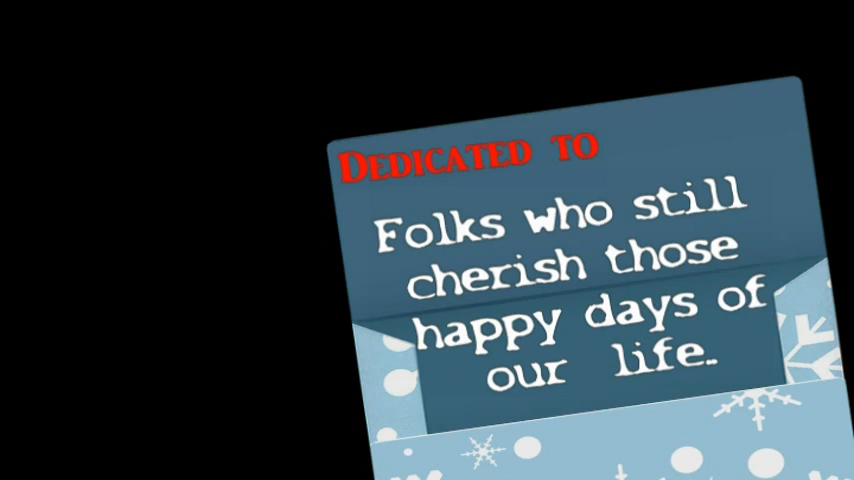 Dedicated to
Folks who still
cherish those
happy days of
our life..